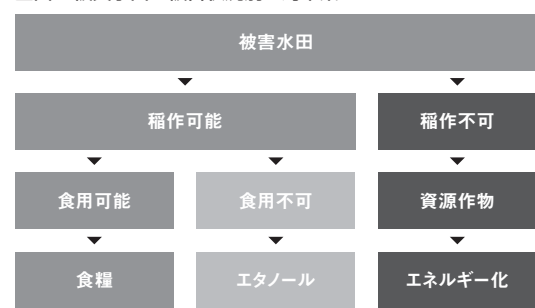 被害水田
稲作可能 稲作不可
食用可能 食用不可 資源作物
食糧 エタノール エネルギー化